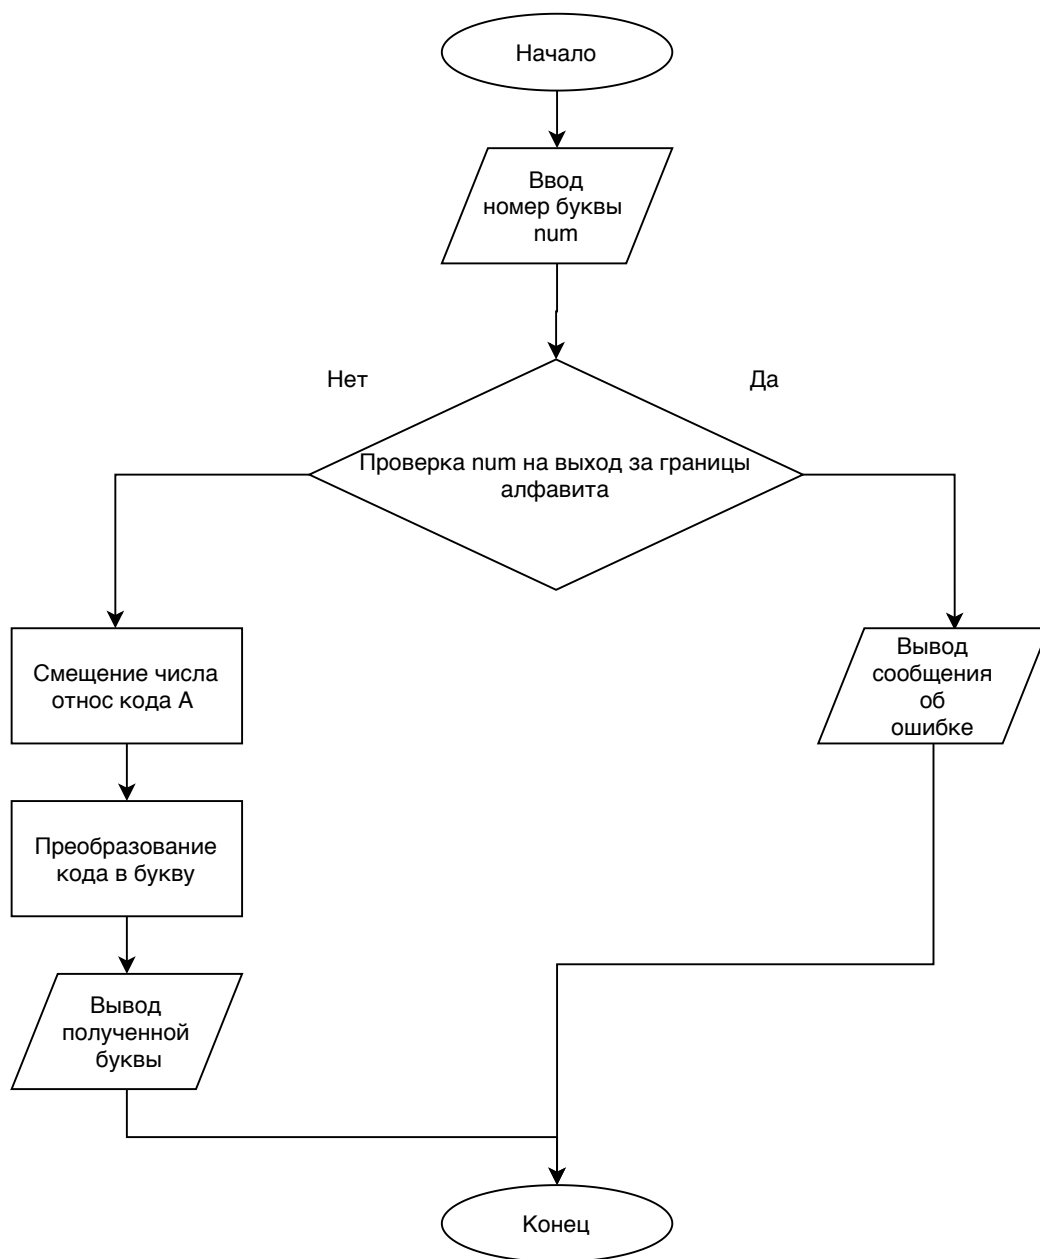 Начало
Ввод
номер буквы
num
Нет
Да
Проверка num на выход за границы
алфавита
Смещение числа
относ кода А
Вывод
сообщения
об
ошибке
Преобразование
кода в букву
Вывод
полученной
буквы
Конец